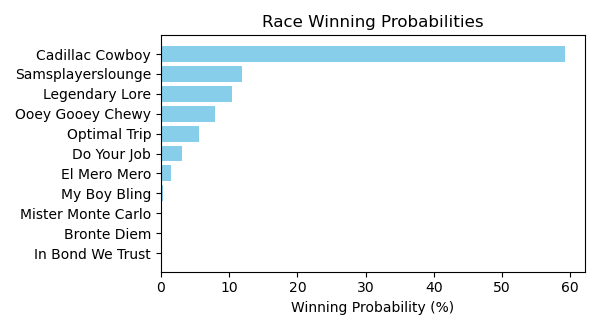 Race Winning Probabilities
Cadillac Cowboy
Samsplayerslounge
Legendary Lore
Ooey Gooey Chewy
Optimal Trip
Do Your Job
El Mero Mero
My Boy Bling
Mister Monte Carlo
Bronte Diem
In Bond We Trust
0 10 20 30 40 50 60
Winning Probability (%)